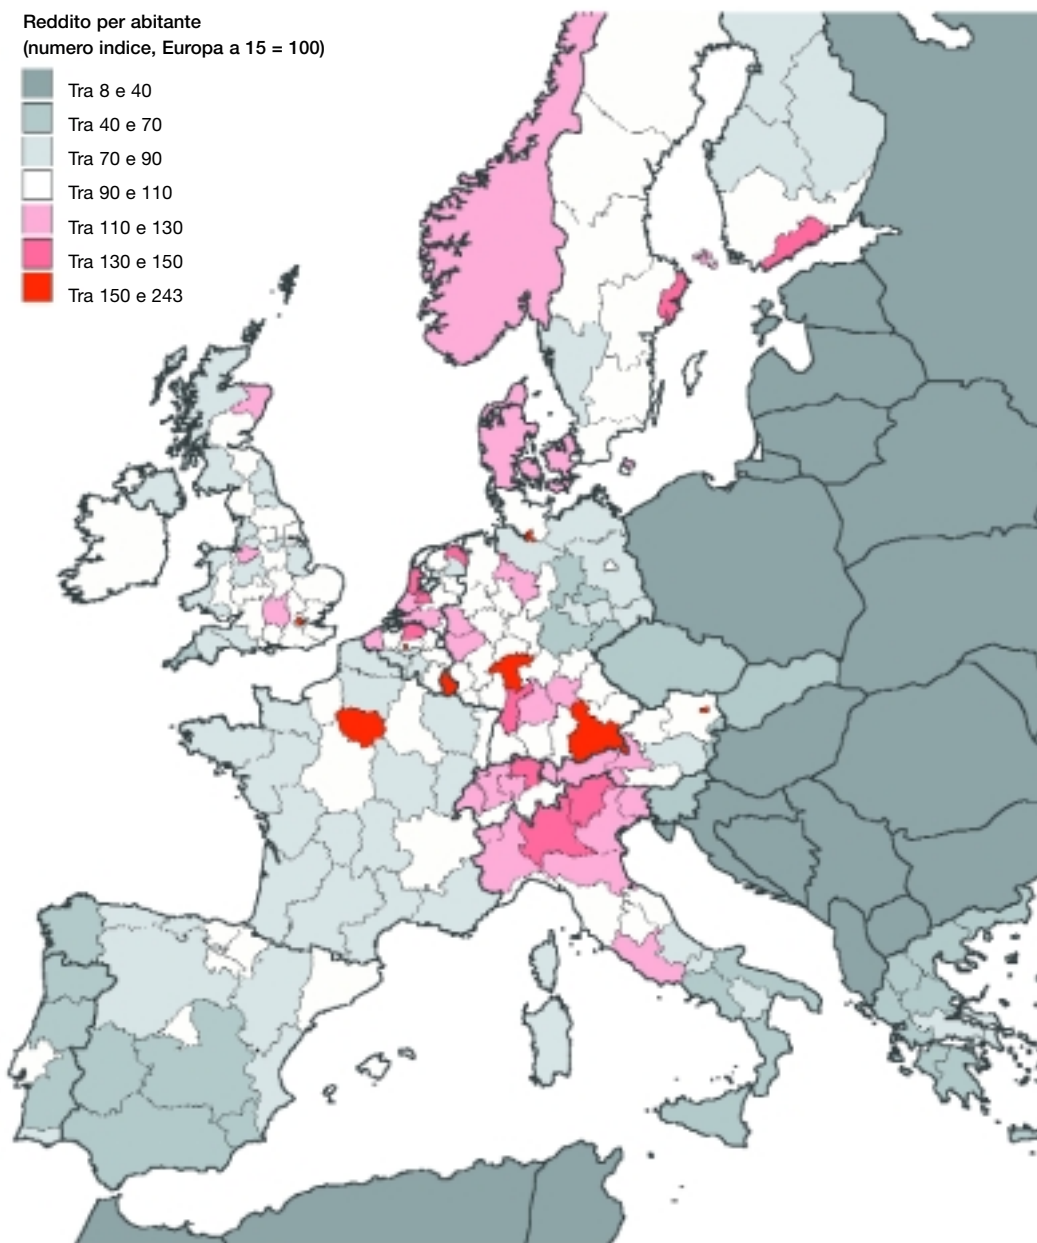 Reddito per abitante
(numero indice, Europa a 15 = 100)
Tra 8 e 40
Tra 40 e 70
Tra 70 e 90
Tra 90 e 110
Tra 110 e 130
Tra 130 e 150
Tra 150 e 243